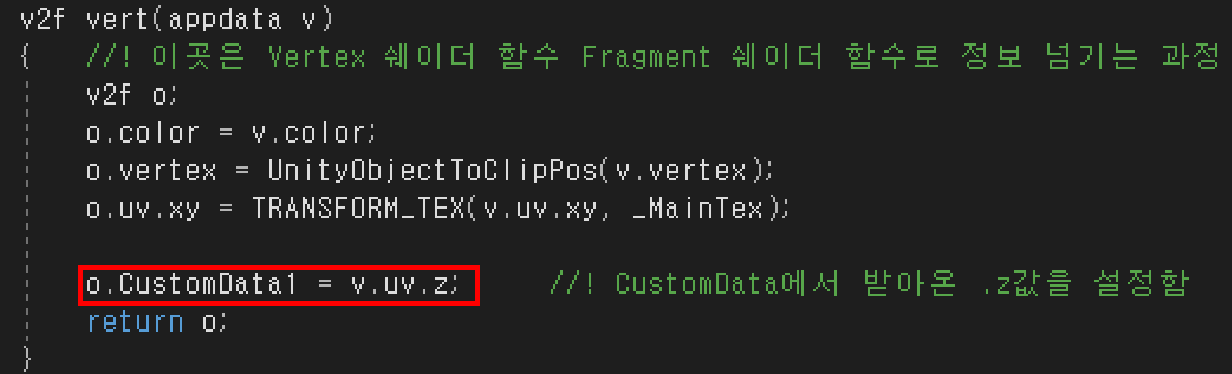 v2f vert(appdata v)
{ //! 이곳은 Vertex 쉐이더 함수 Fragment 쉐이더 함수로 정보 넘기는 과정
v2f o;
o.color = v.color;
o.vertex = UnityObjectToClipPos(v.vertex);
o.uv.xy = TRANSFORM_TEX(v.uv.xy, _MainTex);
o.CustomData1 = v.uv.z; //! CustomData에서 받아온 .z값을 설정함
return o;
}